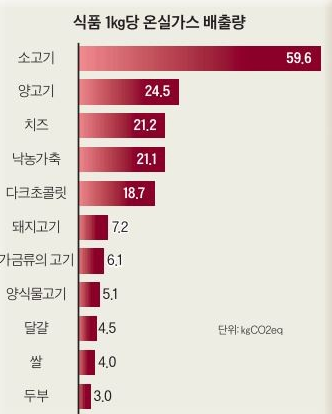 식품 1kg당 온실가스 배출량
소고기 59.6
양고기 24.5
치즈 21.2
낙농가축 21.1
다크초콜릿 18.7
돼지고기 7.2
가금류의 고기 6.1
양식물고기 5.1
달걀 4.5
단위: kgCO2eq
쌀 4.0
두부 3.0